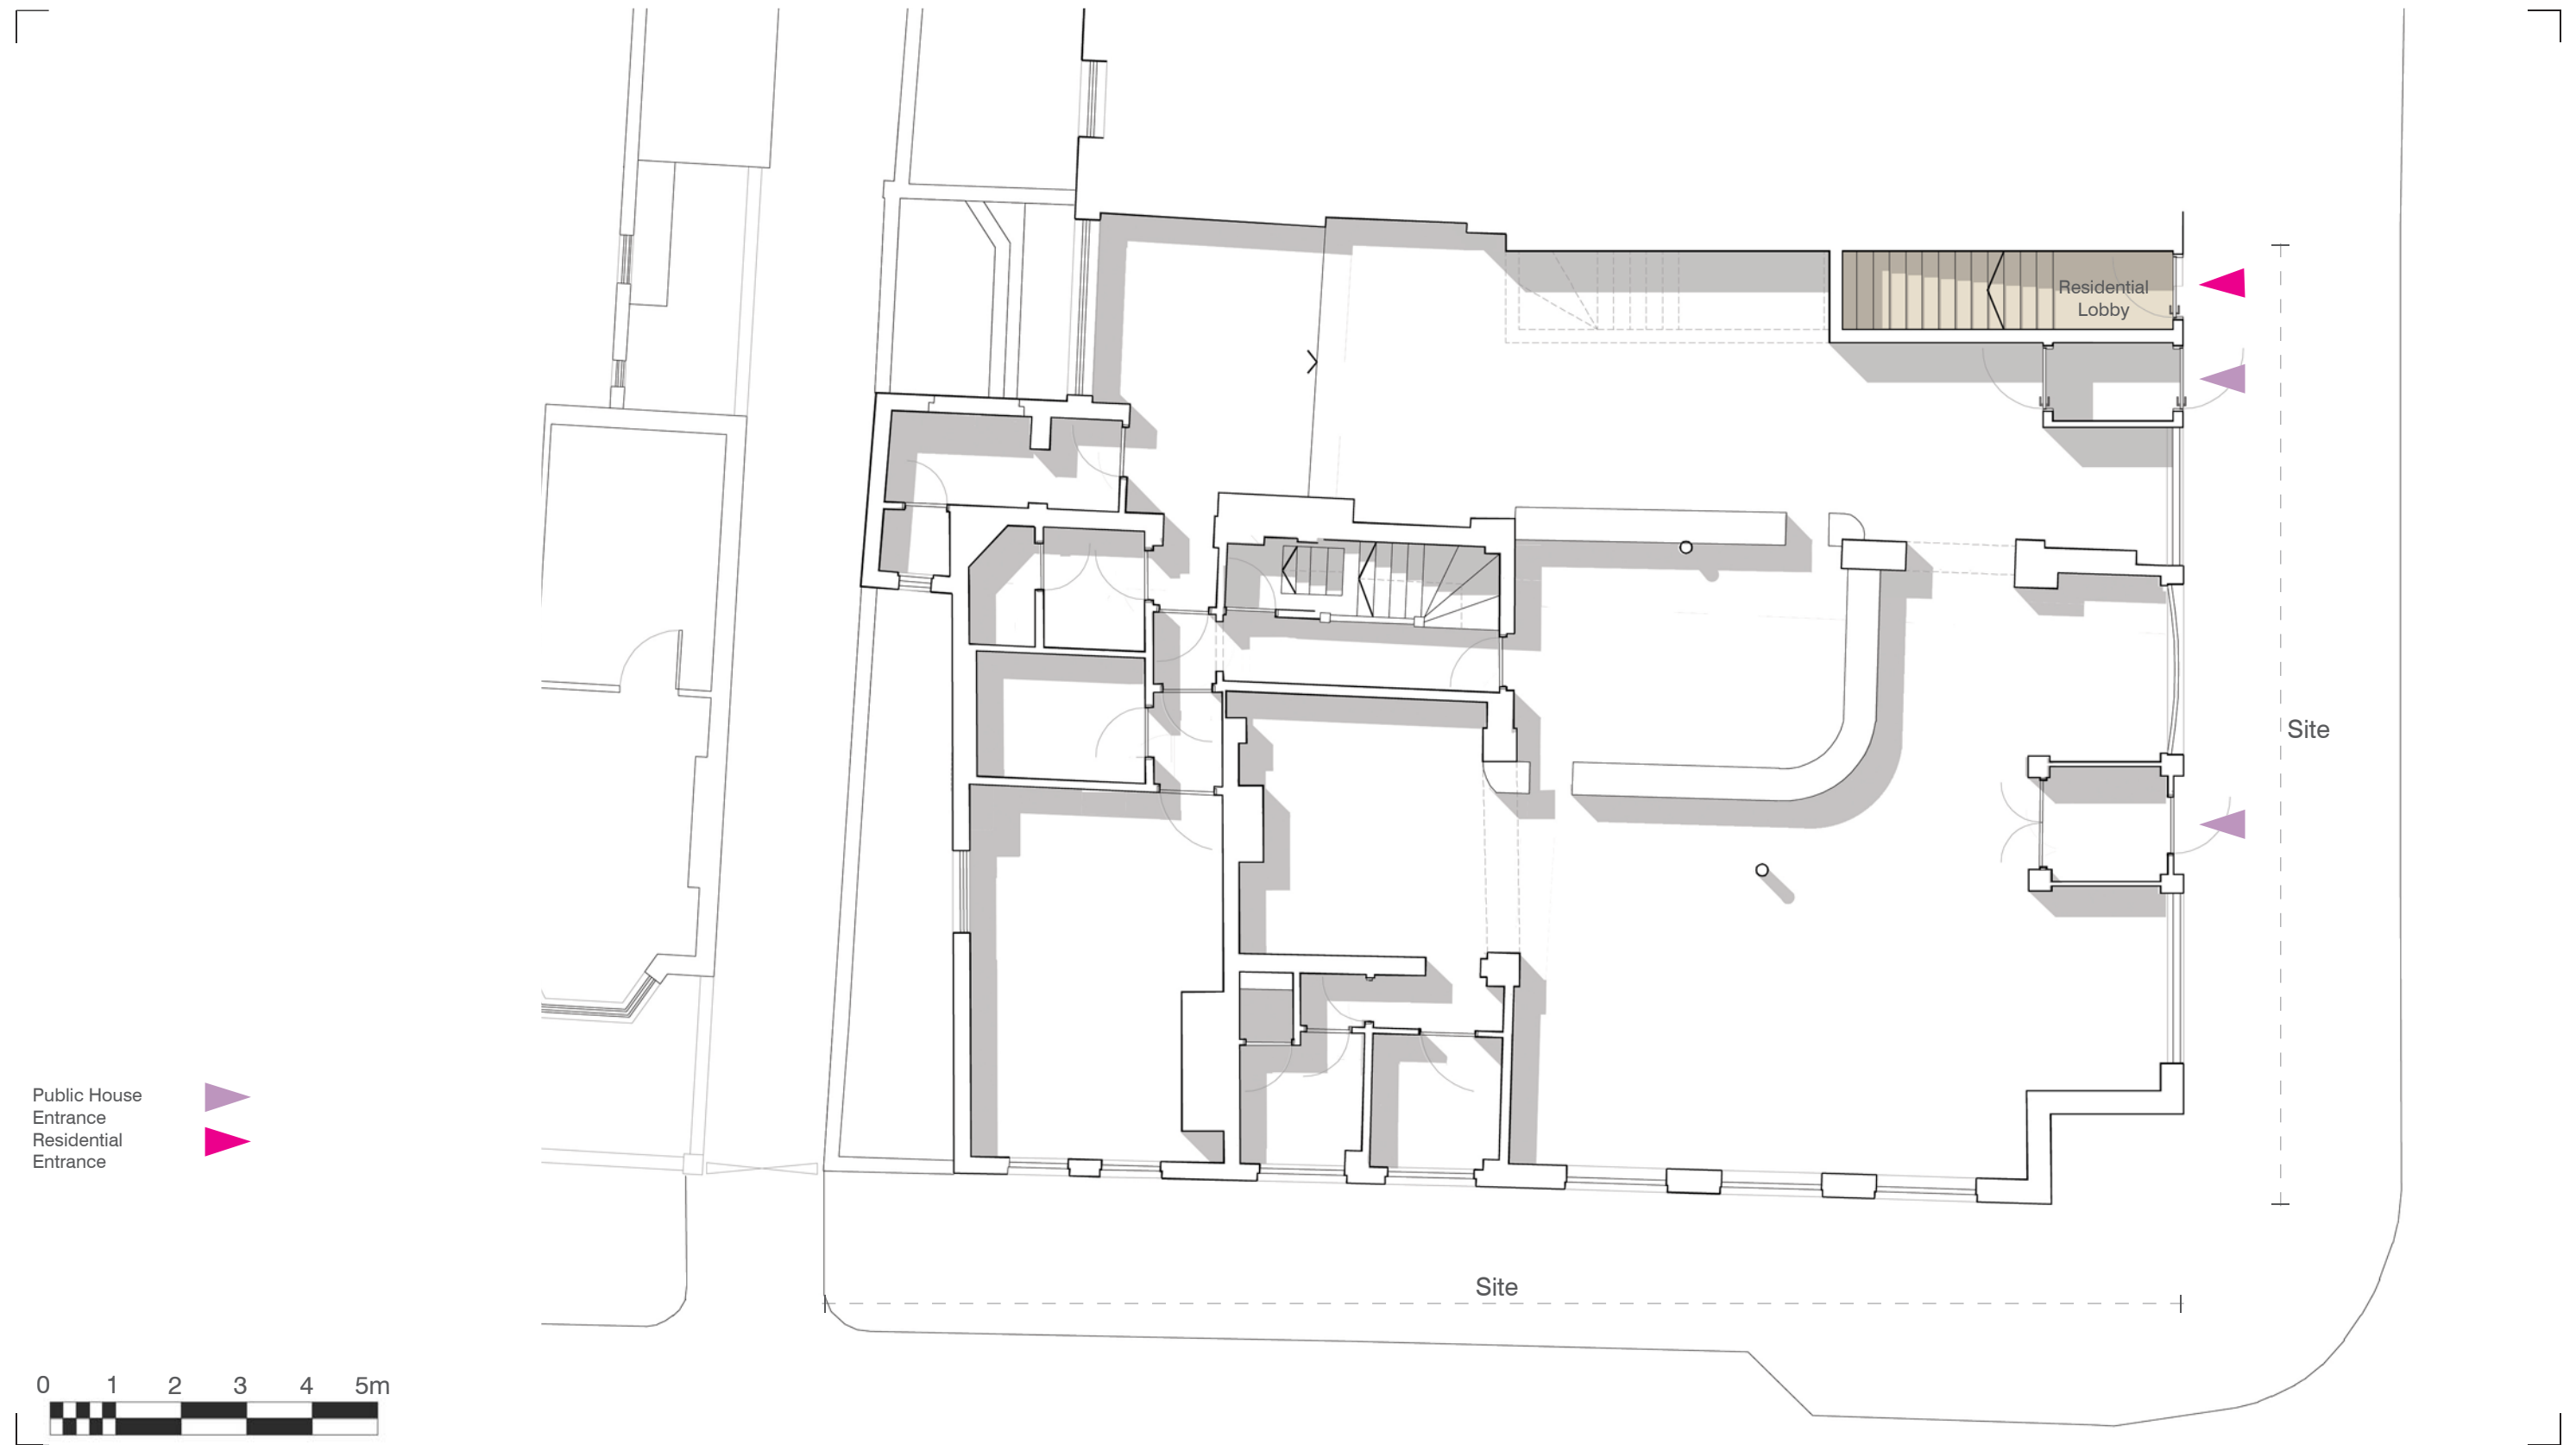 Residential
Lobby
Site
Public House
Entrance
Residential
Entrance
Site
0 1 2 3 4 5m